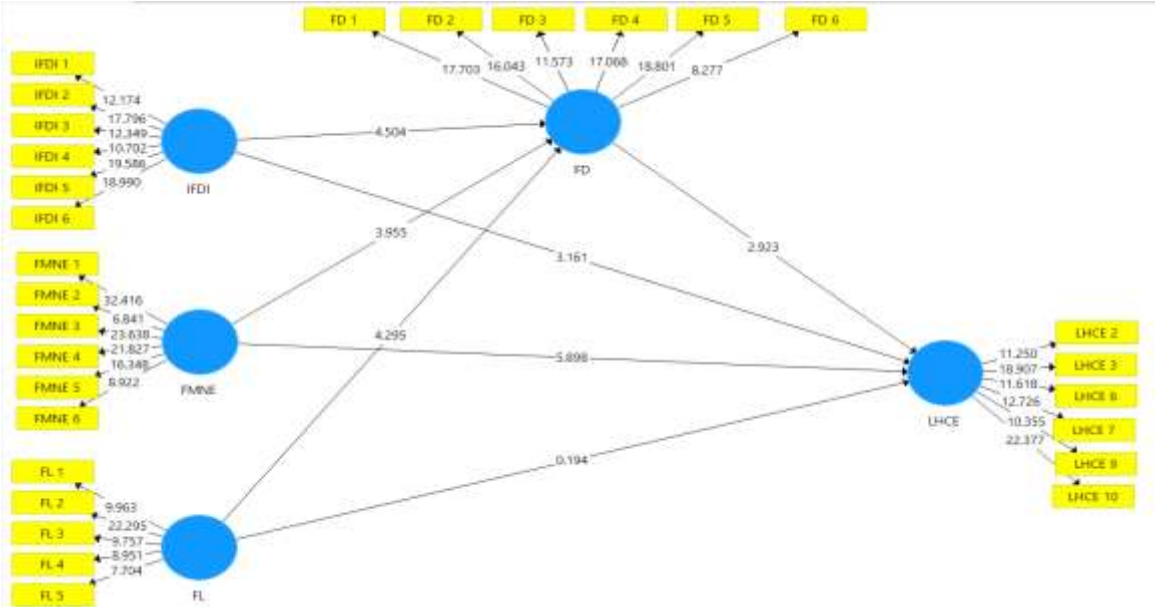 FD 1
FD 2
FD 3
FD 4
FD 5
FD 6
17.703
16.043
11.573
17.068
18.801
8.277
IFDI 1
IFDI 2
IFDI 3
IFDI 4
IFDI 5
IFDI 6
12.174
17.796
12.349
10.702
19.588
18.990
IFDI
4.504
FD
3.955
3.161
2.923
FMNE 1
FMNE 2
FMNE 3
FMNE 4
FMNE 5
FMNE 6
32.416
6.841
23.638
21.827
16.348
8.922
FMNE
4.295
5.898
LHCE 2
LHCE 3
LHCE 6
LHCE 7
LHCE 9
LHCE 10
11.250
18.907
11.618
12.726
10.355
22.377
LHCE
0.194
FL 1
FL 2
FL 3
FL 4
FL 5
9.963
22.295
9.757
8.951
7.704
FL